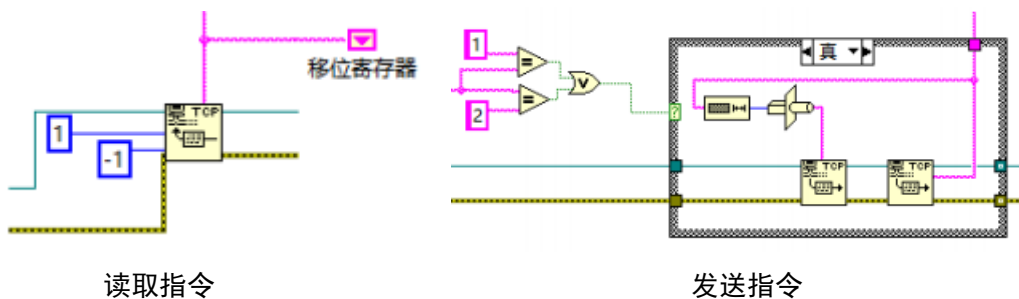 移位寄存器
TCP
1
-1
1
2
=
=
V
真
?
TCP
TCP
读取指令
发送指令